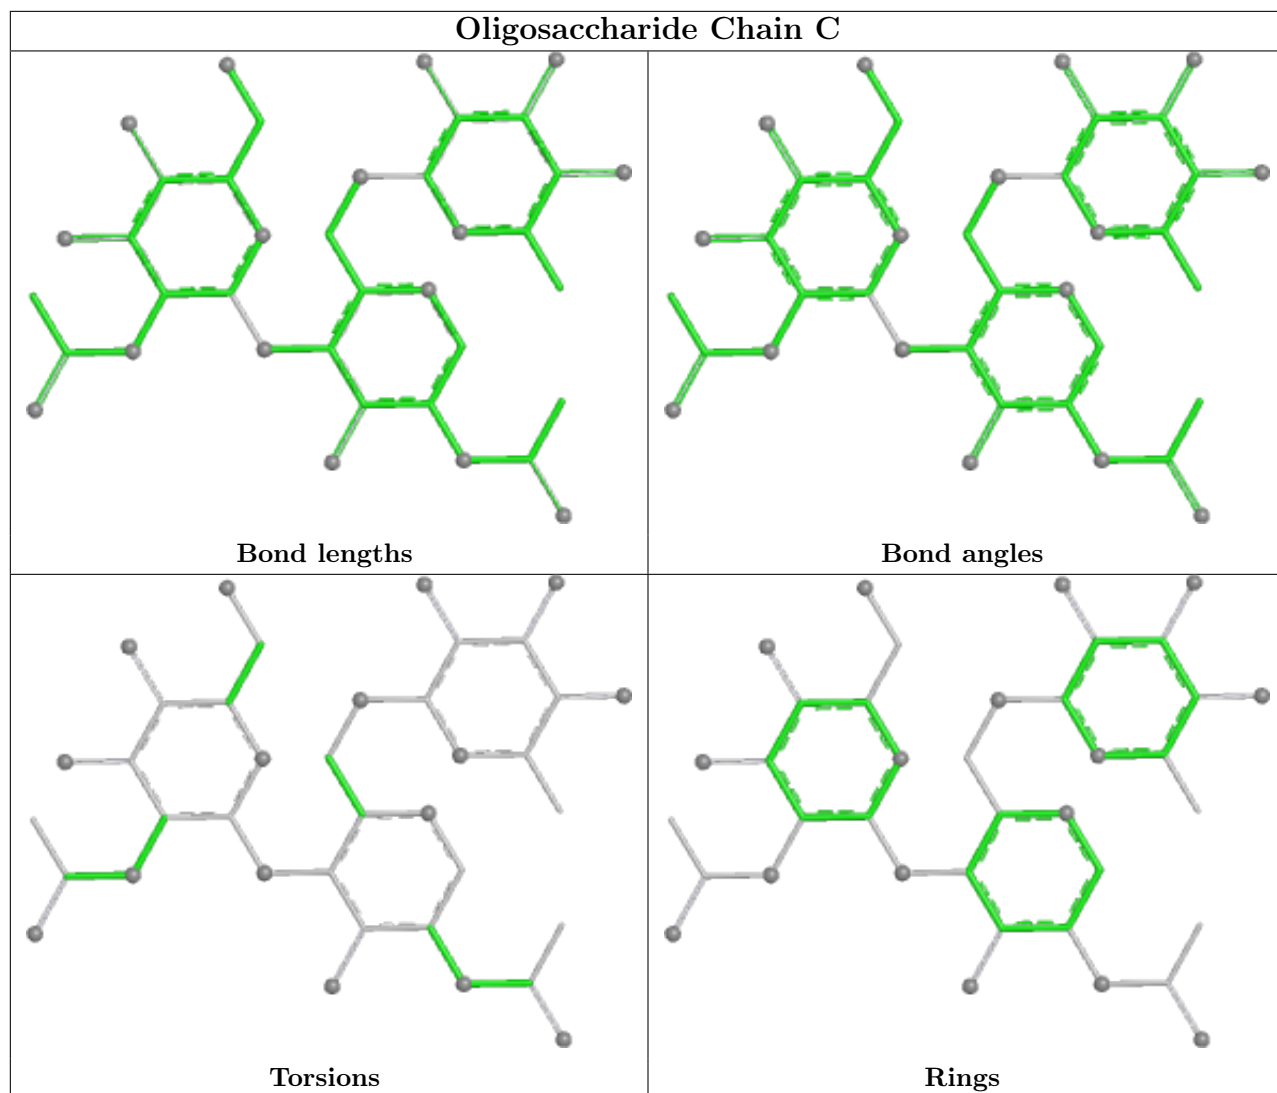 Oligosaccharide Chain C
Bond lengths
Bond angles
Torsions
Rings